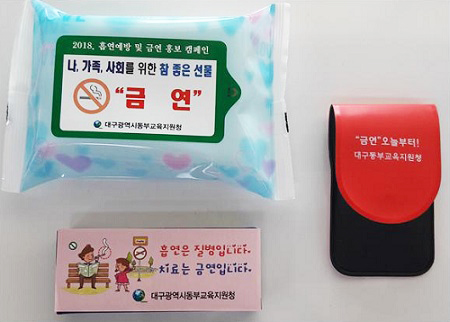 2018. 흡연예방 및 금연 홍보 캠페인
나, 가족, 사회를 위한 참 좋은 선물
“금 연”
대구광역시동부교육지원청
“금연”오늘부터!
대구동부교육지원청
흡연은 질병입니다.
치료는 금연입니다.
대구광역시동부교육지원청